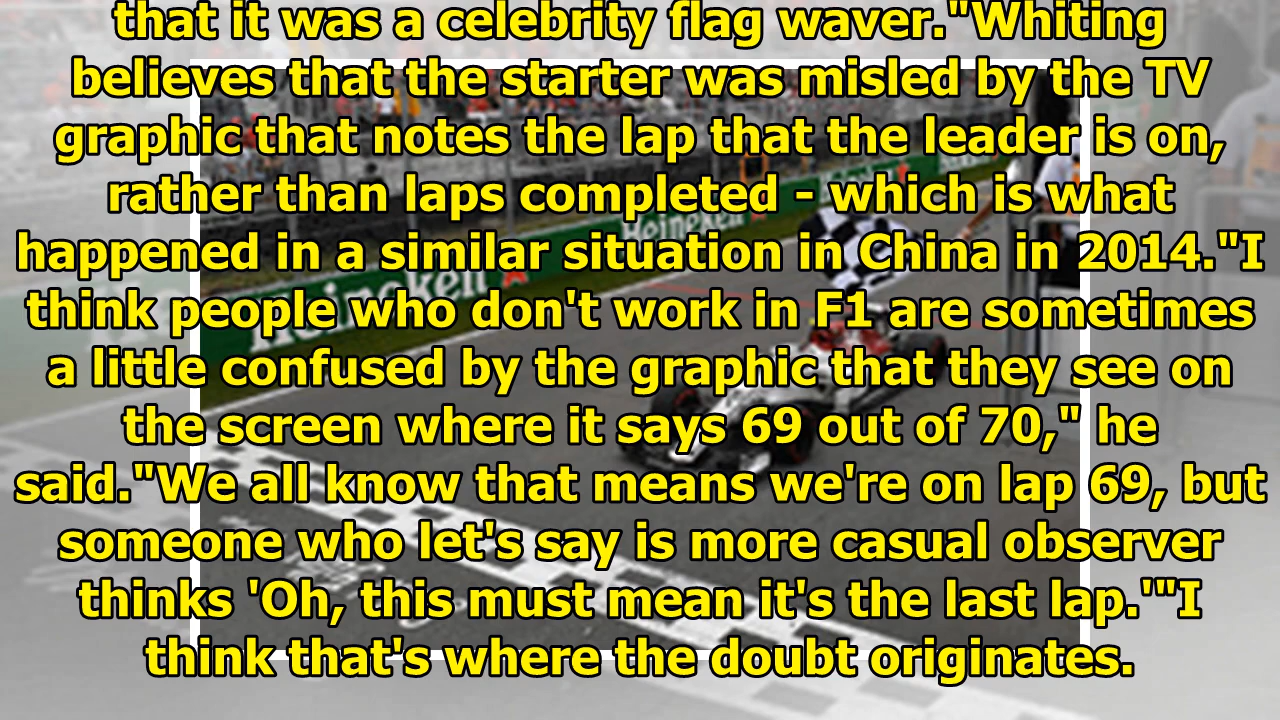 that it was a celebrity flag waver."Whiting
believes that the starter was misled by the TV
graphic that notes the lap that the leader is on,
rather than laps completed - which is what
happened in a similar situation in China in 2014."I
think people who don't work in F1 are sometimes
a little confused by the graphic that they see on
the screen where it says 69 out of 70," he
said."We all know that means we're on lap 69, but
someone who let's say is more casual observer
thinks 'Oh, this must mean it's the last lap.'"I
think that's where the doubt originates.
Heineken
Heineken